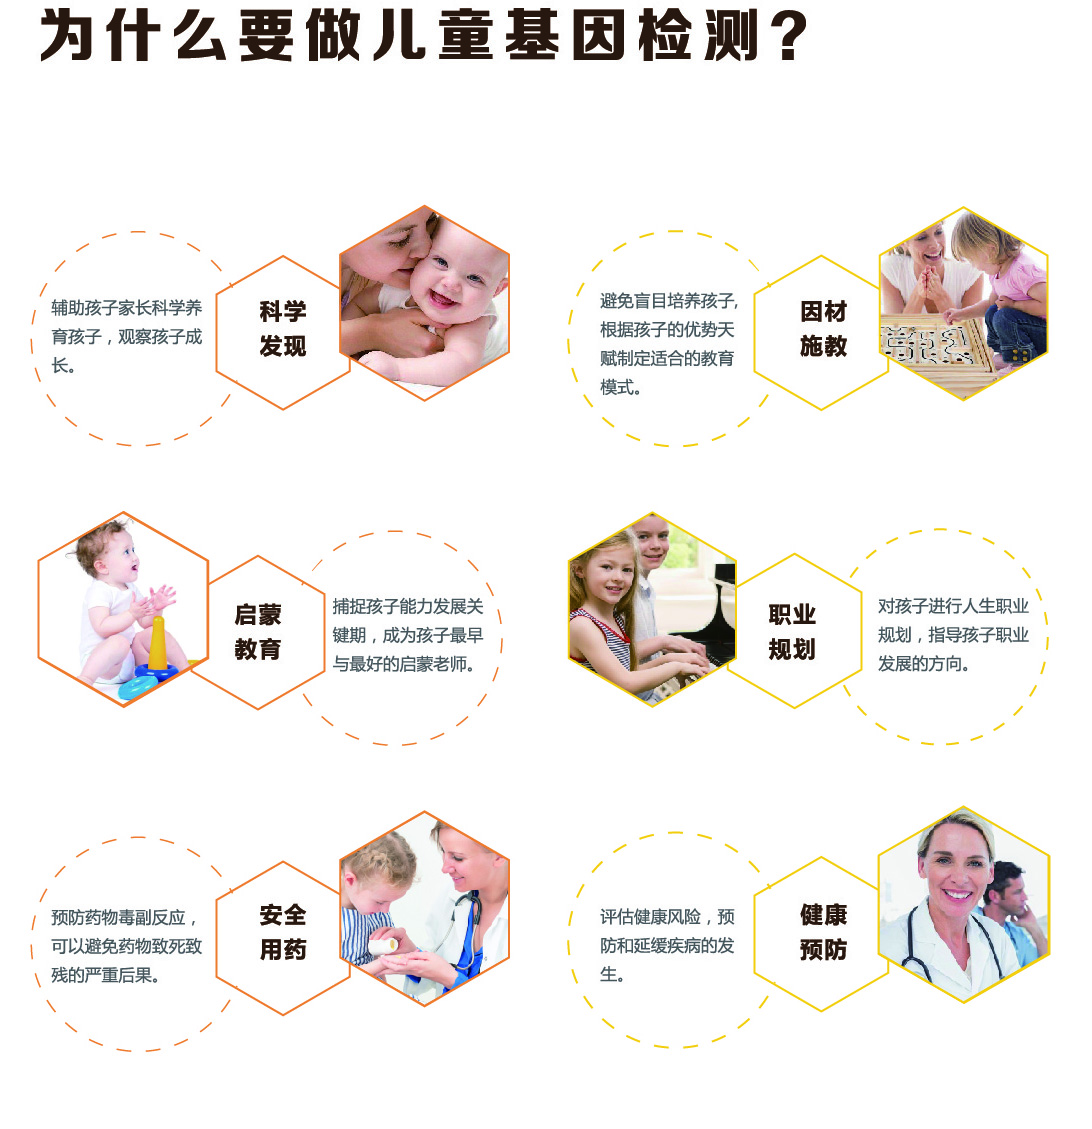 为什么要做儿童基因检测?
辅助孩子家长科学养
育孩子，观察孩子成
长。
科学
发现
避免盲目培养孩子,
根据孩子的优势天
赋制定适合的教育
模式。
因材
施教
启蒙
教育
捕捉孩子能力发展关
键期，成为孩子最早
与最好的启蒙老师。
职业
规划
对孩子进行人生职业
规划，指导孩子职业
发展的方向。
预防药物毒副反应，
可以避免药物致死致
残的严重后果。
安全
用药
评估健康风险，预
防和延缓疾病的发
生。
健康
预防